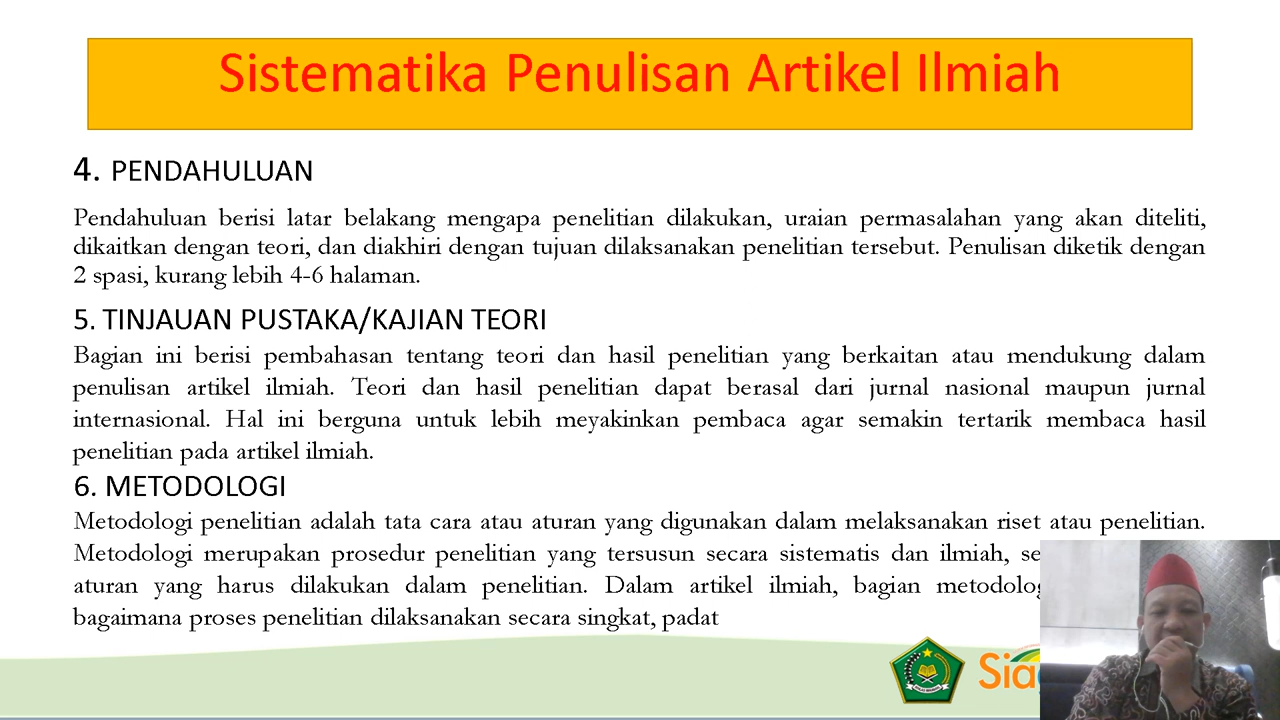 Sistematika Penulisan Artikel Ilmiah
4. PENDAHULUAN
Pendahuluan berisi latar belakang mengapa penelitian dilakukan, uraian permasalahan yang akan diteliti,
dikaitkan dengan teori, dan diakhiri dengan tujuan dilaksanakan penelitian tersebut. Penulisan diketik dengan
2 spasi, kurang lebih 4-6 halaman.
5. TINJAUAN PUSTAKA/KAJIAN TEORI
Bagian ini berisi pembahasan tentang teori dan hasil penelitian yang berkaitan atau mendukung dalam
penulisan artikel ilmiah. Teori dan hasil penelitian dapat berasal dari jurnal nasional maupun jurnal
internasional. Hal ini berguna untuk lebih meyakinkan pembaca agar semakin tertarik membaca hasil
penelitian pada artikel ilmiah.
6. METODOLOGI
Metodologi penelitian adalah tata cara atau aturan yang digunakan dalam melaksanakan riset atau penelitian.
Metodologi merupakan prosedur penelitian yang tersusun secara sistematis dan ilmiah,
aturan yang harus dilakukan dalam penelitian. Dalam artikel ilmiah, bagian
bagaimana proses penelitian dilaksanakan secara singkat, padat